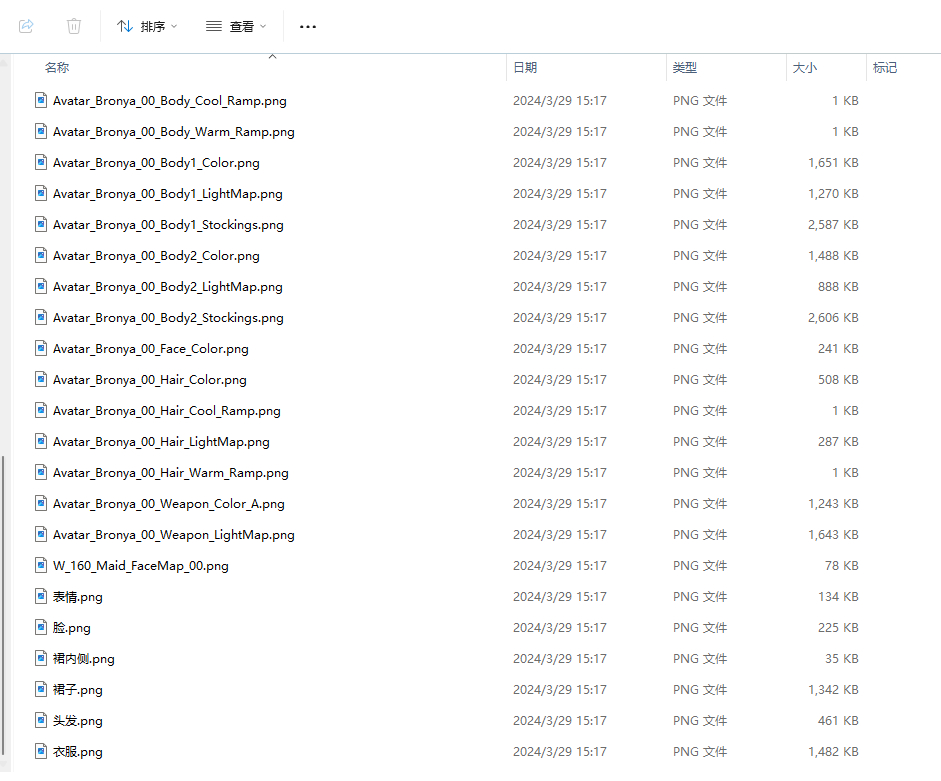 排序 查看
名称 日期 类型 大小 标记
Avatar_Bronya_00_Body_Cool_Ramp.png 2024/3/29 15:17 PNG 文件 1 KB
Avatar_Bronya_00_Body_Warm_Ramp.png 2024/3/29 15:17 PNG 文件 1 KB
Avatar_Bronya_00_Body1_Color.png 2024/3/29 15:17 PNG 文件 1,651 KB
Avatar_Bronya_00_Body1_LightMap.png 2024/3/29 15:17 PNG 文件 1,270 KB
Avatar_Bronya_00_Body1_Stockings.png 2024/3/29 15:17 PNG 文件 2,587 KB
Avatar_Bronya_00_Body2_Color.png 2024/3/29 15:17 PNG 文件 1,488 KB
Avatar_Bronya_00_Body2_LightMap.png 2024/3/29 15:17 PNG 文件 888 KB
Avatar_Bronya_00_Body2_Stockings.png 2024/3/29 15:17 PNG 文件 2,606 KB
Avatar_Bronya_00_Face_Color.png 2024/3/29 15:17 PNG 文件 241 KB
Avatar_Bronya_00_Hair_Color.png 2024/3/29 15:17 PNG 文件 508 KB
Avatar_Bronya_00_Hair_Cool_Ramp.png 2024/3/29 15:17 PNG 文件 1 KB
Avatar_Bronya_00_Hair_LightMap.png 2024/3/29 15:17 PNG 文件 287 KB
Avatar_Bronya_00_Hair_Warm_Ramp.png 2024/3/29 15:17 PNG 文件 1 KB
Avatar_Bronya_00_Weapon_Color_A.png 2024/3/29 15:17 PNG 文件 1,243 KB
Avatar_Bronya_00_Weapon_LightMap.png 2024/3/29 15:17 PNG 文件 1,643 KB
W_160_Maid_FaceMap_00.png 2024/3/29 15:17 PNG 文件 78 KB
表情.png 2024/3/29 15:17 PNG 文件 134 KB
脸.png 2024/3/29 15:17 PNG 文件 225 KB
裙内侧.png 2024/3/29 15:17 PNG 文件 35 KB
裙子.png 2024/3/29 15:17 PNG 文件 1,342 KB
头发.png 2024/3/29 15:17 PNG 文件 461 KB
衣服.png 2024/3/29 15:17 PNG 文件 1,482 KB